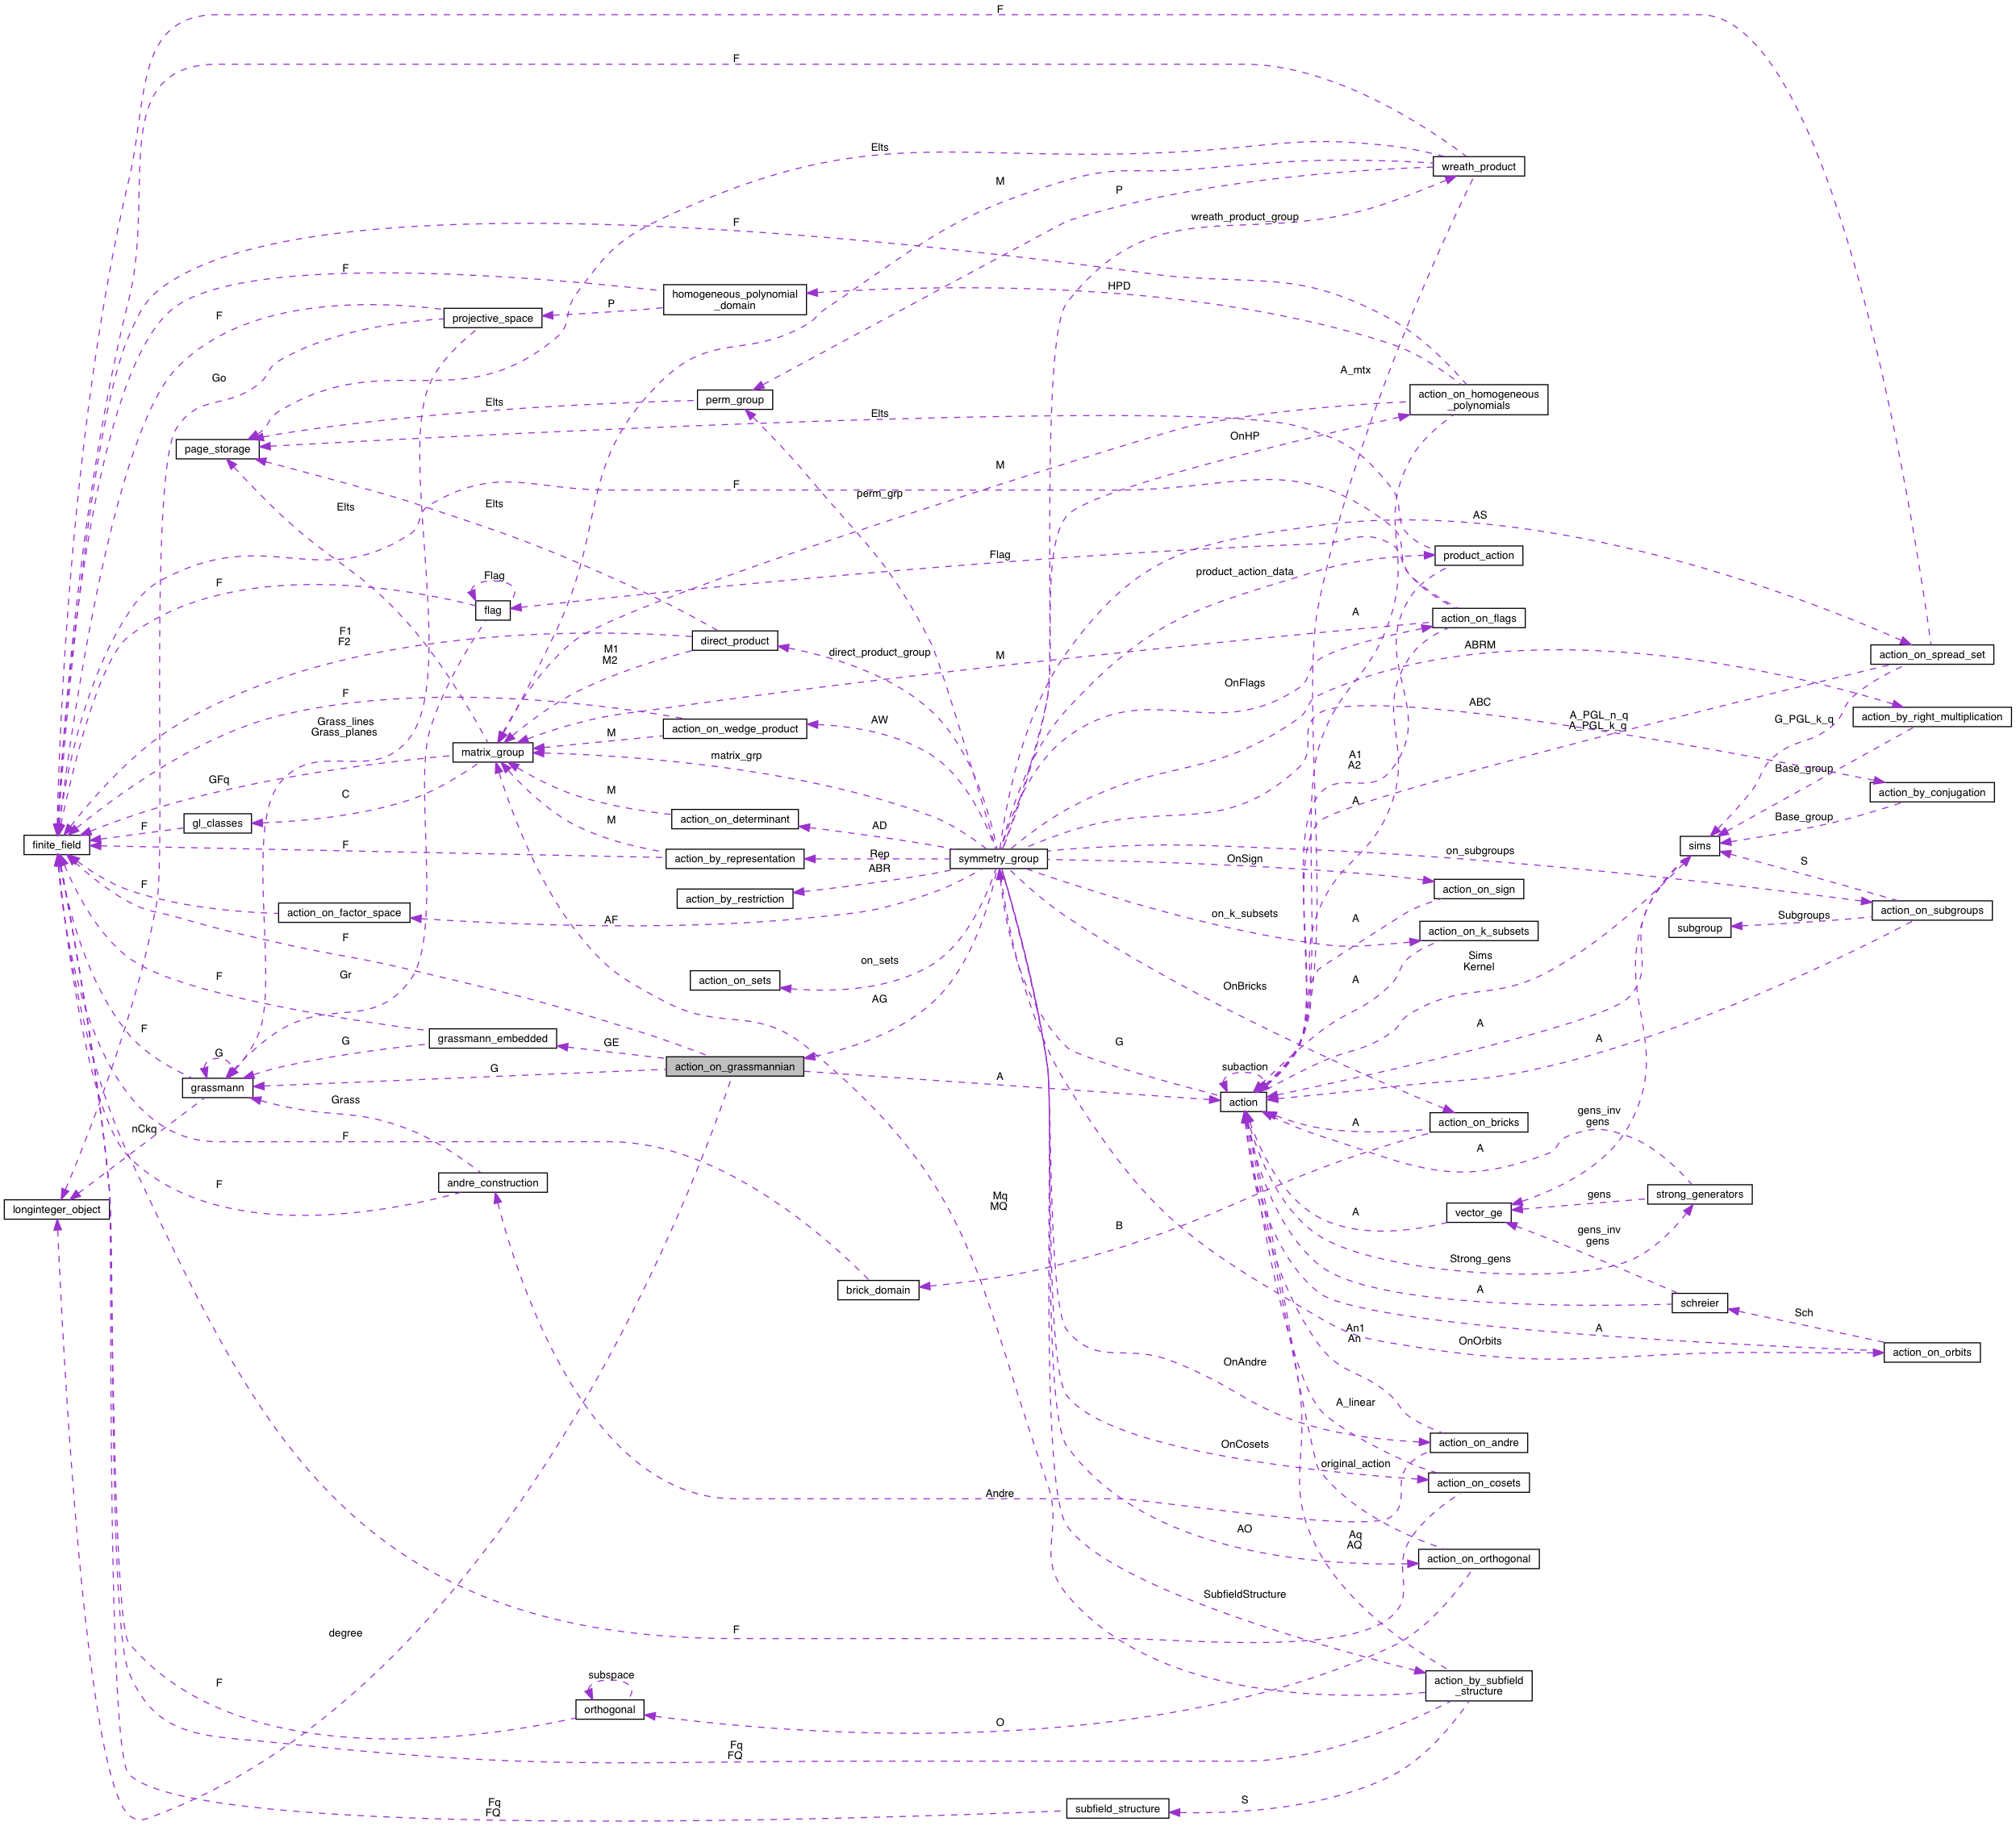 F
F
Elts
wreath_product
M
P
wreath_product_group
F
F
HPD
homogeneous_polynomial
_domain
P
F
projective_space
A_mtx
Go
action_on_homogeneous
_polynomials
perm_group
Elts
Elts
OnHP
page_storage
M
F
perm_grp
Elts
Elts
AS
Flag
product_action
product_action_data
Flag
F
flag
A
action_on_flags
F1
F2
direct_product
M1
M2
direct_product_group
M
ABRM
action_on_spread_set
OnFlags
F
ABC
Grass_lines
Grass_planes
AW
A_PGL_n_q
A_PGL_k_q
G_PGL_k_q
action_by_right_multiplication
action_on_wedge_product
M
matrix_group
matrix_grp
A1
A2
Base_group
GFq
C
M
A
action_by_conjugation
gl_classes
action_on_determinant
Base_group
F
M
AD
finite_field
F
sims
action_by_representation
Rep
ABR
symmetry_group
OnSign
on_subgroups
S
F
action_by_restriction
action_on_sign
action_on_factor_space
AF
on_k_subsets
A
Subgroups
action_on_subgroups
subgroup
action_on_k_subsets
F
on_sets
Sims
Kernel
F
Gr
action_on_sets
A
OnBricks
AG
F
G
A
G
GE
G
A
grassmann_embedded
G
action_on_grassmannian
subaction
grassmann
A
action
Grass
gens_inv
gens
nCkq
F
A
action_on_bricks
A
F
andre_construction
Mq
MQ
gens
strong_generators
longinteger_object
A
vector_ge
B
gens_inv
gens
Strong_gens
brick_domain
A
schreier
Sch
An1
An
OnOrbits
A
action_on_orbits
OnAndre
A_linear
OnCosets
action_on_andre
original_action
action_on_cosets
Andre
AO
Aq
AQ
action_on_orthogonal
SubfieldStructure
degree
F
subspace
F
action_by_subfield
_structure
orthogonal
O
Fq
FQ
Fq
FQ
S
subfield_structure